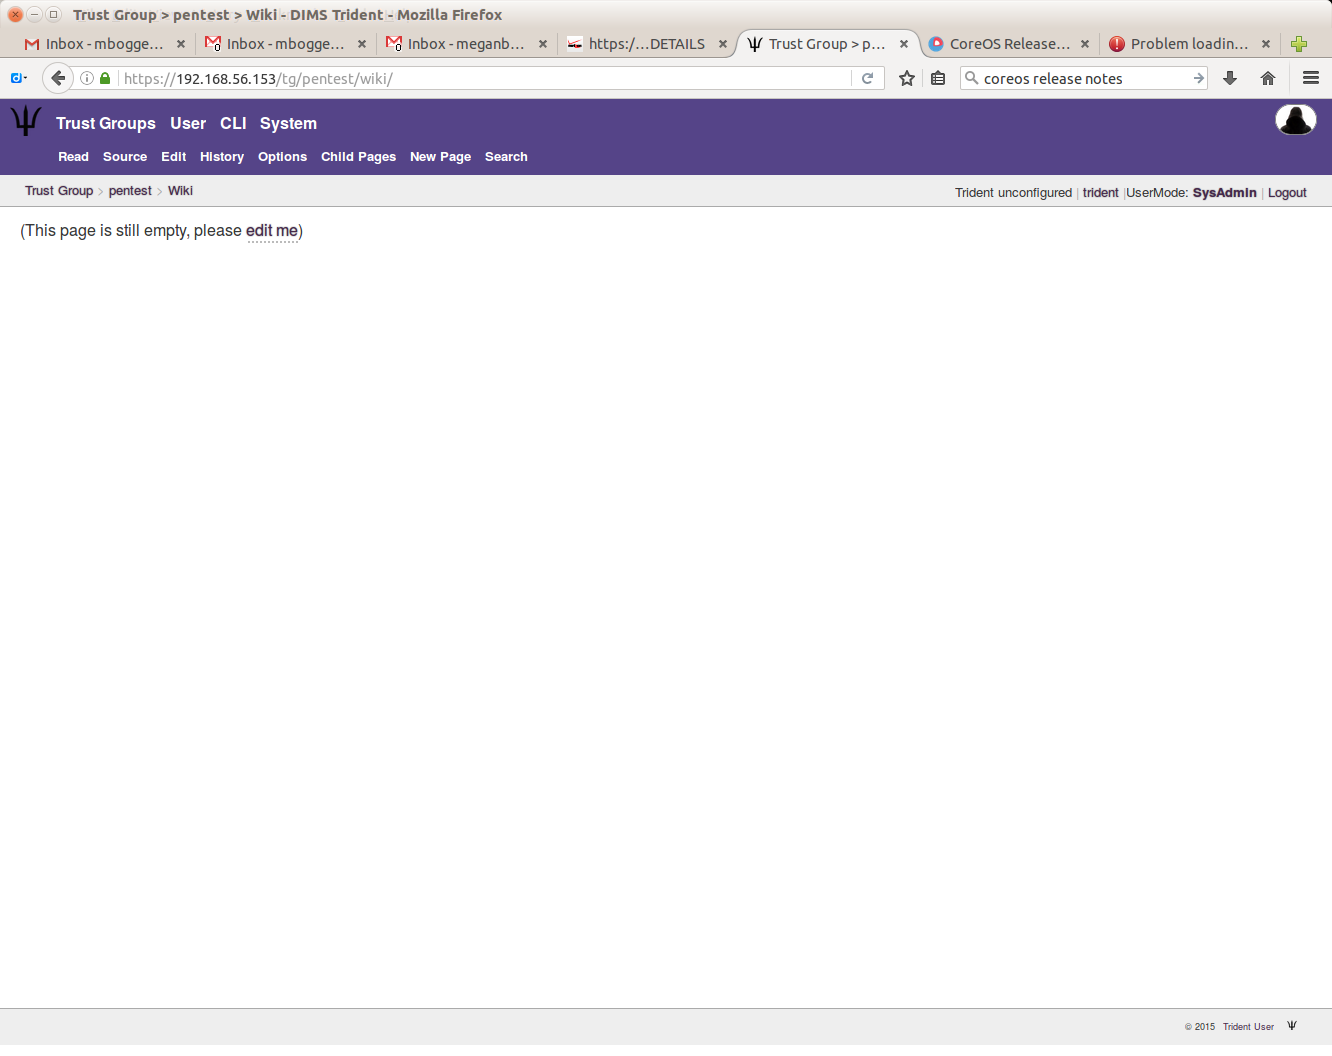 Trust Group > pentest > Wiki - DIMS Trident - Mozilla Firefox
Inbox - mbogge... Inbox - mbogge... Inbox - meganb... https:/...DETAILS Trust Group > p... CoreOS Release... Problem loadin...
https://192.168.56.153/tg/pentest/wiki/ coreos release notes
Trust Groups User CLI System
Read Source Edit History Options Child Pages New Page Search
Trust Group > pentest > Wiki Trident unconfigured | trident |UserMode: SysAdmin | Logout
(This page is still empty, please edit me)
© 2015 Trident User